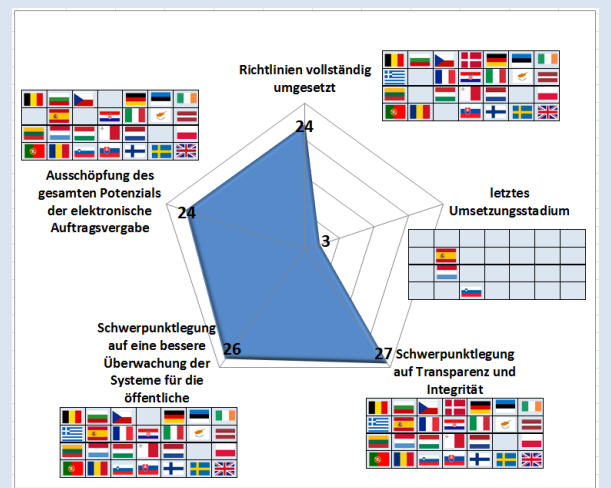 Richtlinien vollständig
umgesetzt
24
Ausschöpfung des
gesamten Potenzials
der elektronische
Auftragsvergabe
24
letztes
Umsetzungsstadium
3
Schwerpunktlegung
auf eine bessere
Überwachung der
Systeme für die
öffentliche
26
27
Schwerpunktlegung
auf Transparenz und
Integrität